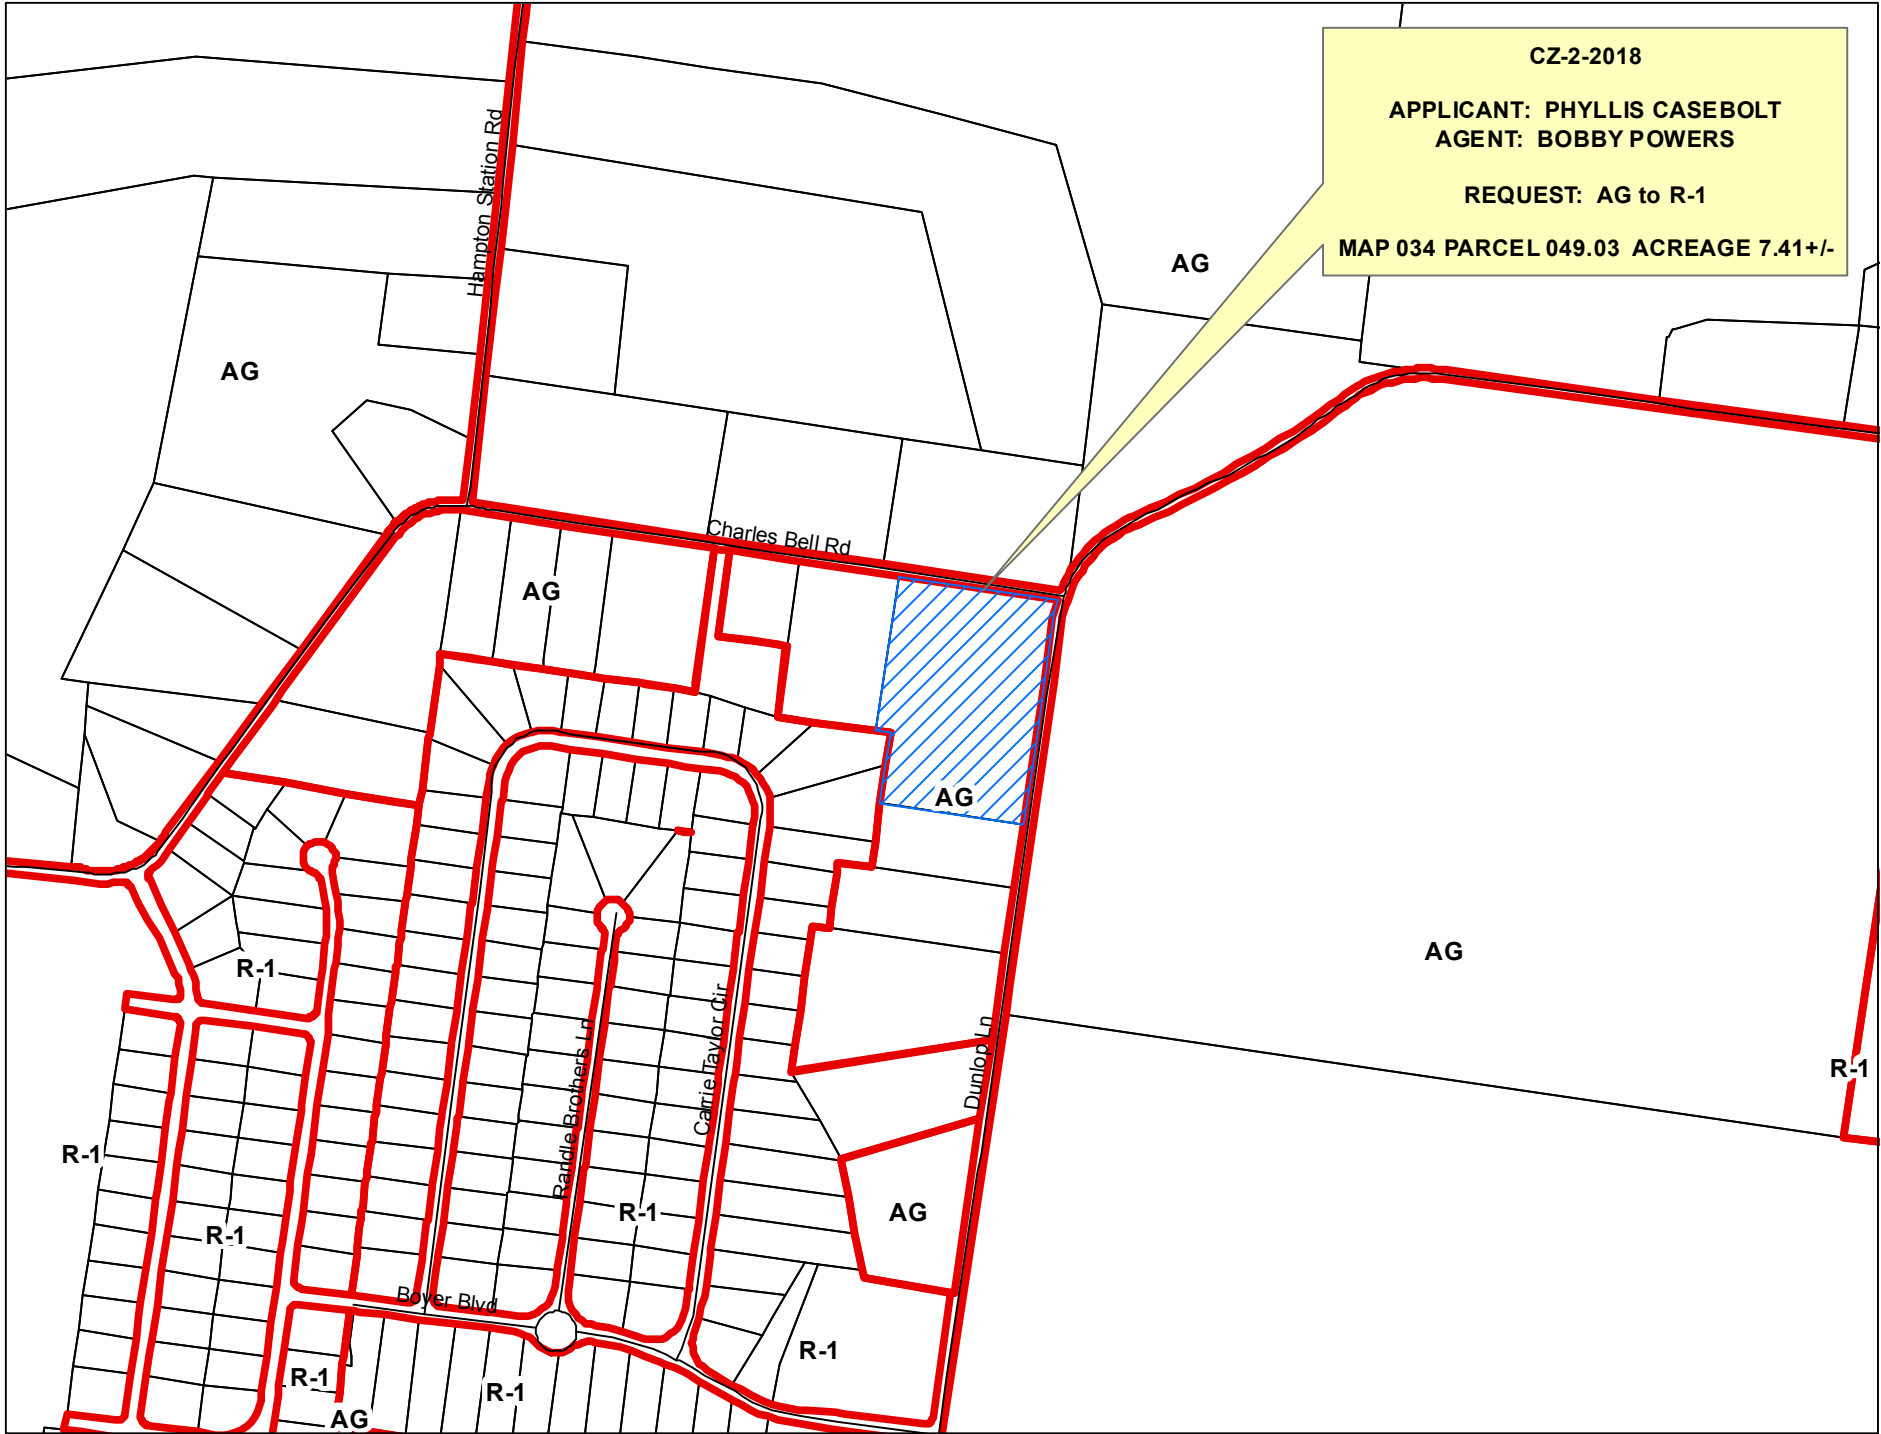 CZ-2-2018
APPLICANT: PHYLLIS CASEBOLT
AGENT: BOBBY POWERS
REQUEST: AG to R-1
MAP 034 PARCEL 049.03 ACREAGE 7.41+/-
Hampton Station Rd
AG
AG
Charles Bell Rd
AG
AG
AG
R-1
Randle Brothers Ln
Carrie Taylor Cir
Dunlop Ln
R-1
R-1
R-1
R-1
AG
Boyer Blvd
R-1
R-1
R-1
AG